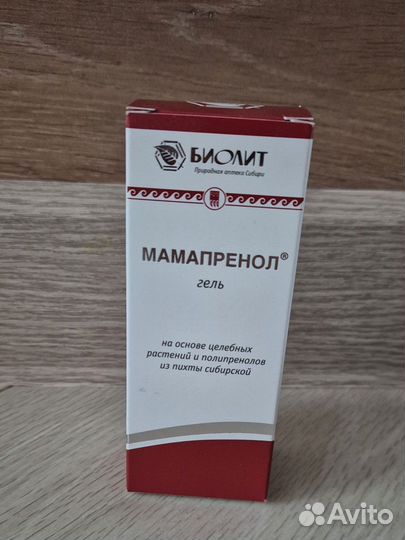 БИОЛИТ
Природная аптека Сибири
МАМАПРЕНОЛ®
гель
на основе целебных
растений и полипренолов
из пихты сибирской
Avito